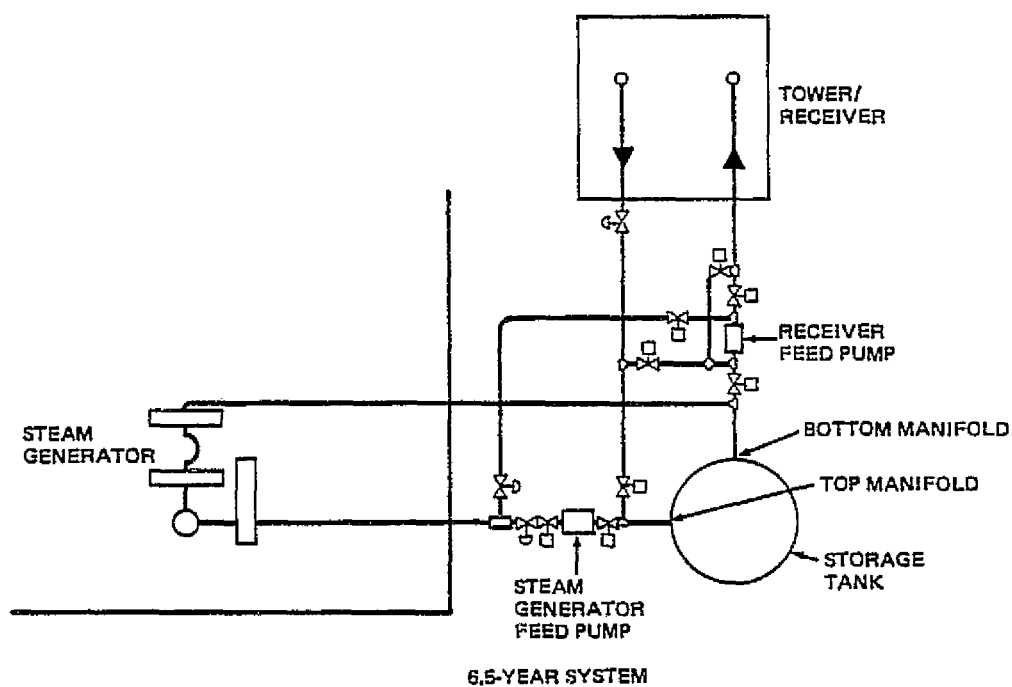 TOWER/
RECEIVER
RECEIVER
FEED PUMP
BOTTOM MANIFOLD
STEAM
GENERATOR
TOP MANIFOLD
STORAGE
TANK
STEAM
GENERATOR
FEED PUMP
6.5-YEAR SYSTEM